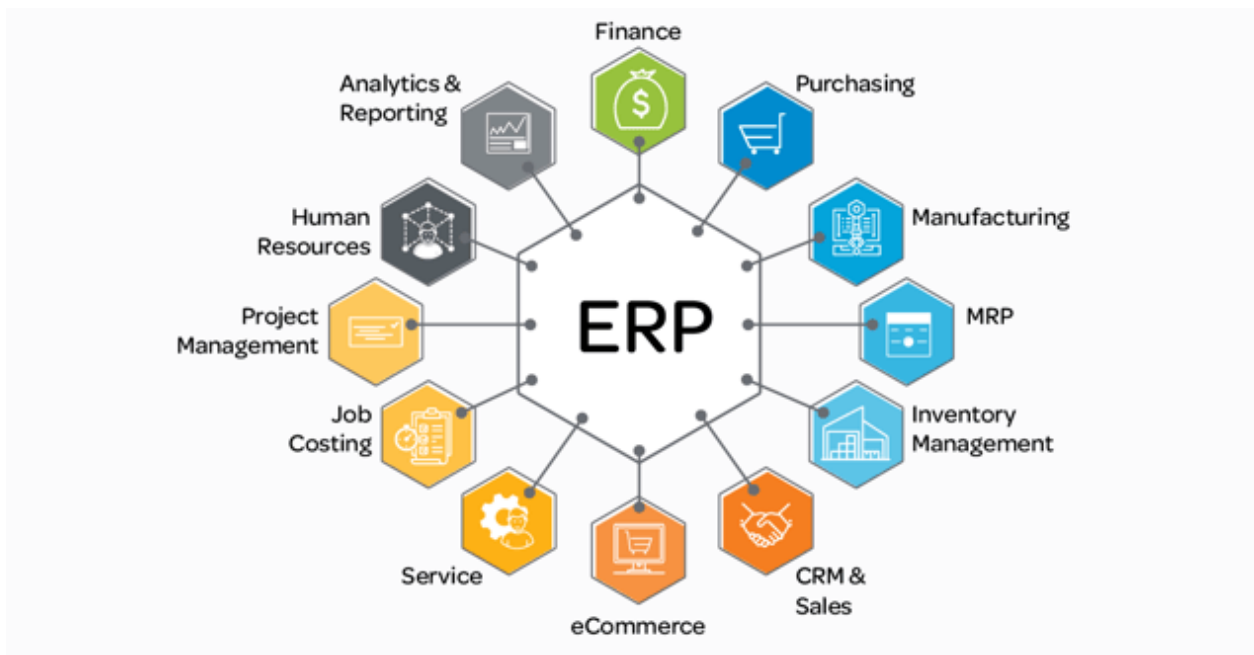 Finance
Purchasing
Manufacturing
MRP
Inventory
Management
CRM &
Sales
eCommerce
Service
Job
Costing
Project
Management
Human
Resources
Analytics &
Reporting
ERP
$